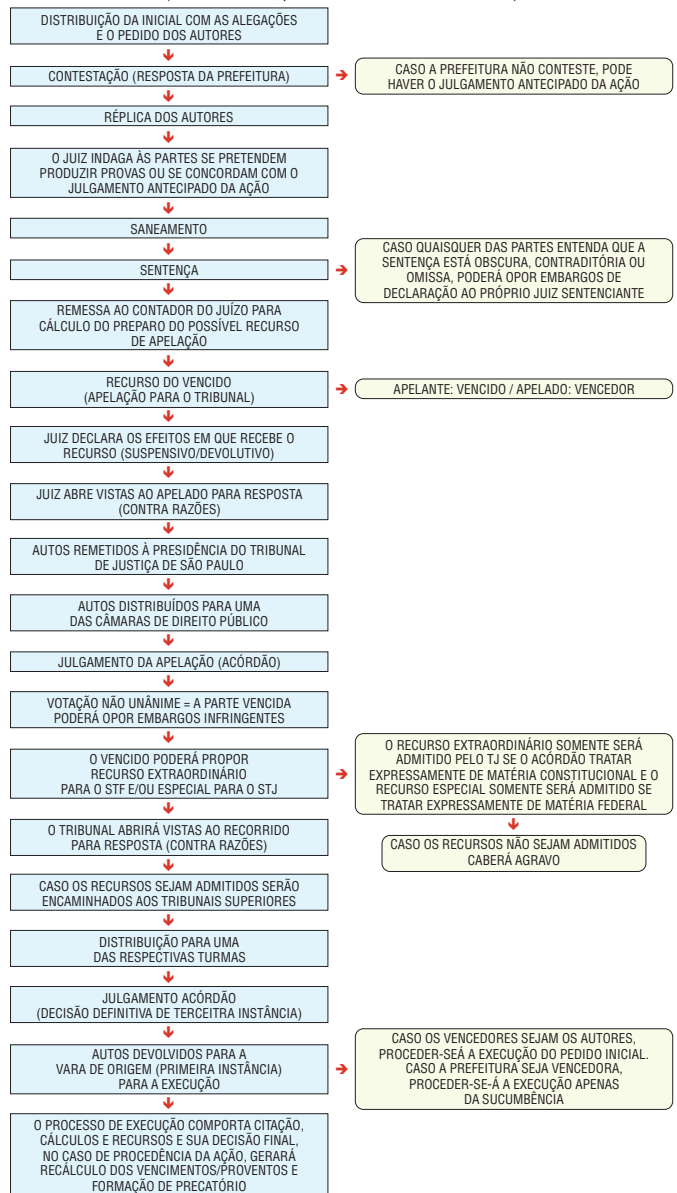 DISTRIBUIÇÃO DA INICIAL COM AS ALEGAÇÕES
E O PEDIDO DOS AUTORES
CONTESTAÇÃO (RESPOSTA DA PREFEITURA)
CASO A PREFEITURA NÃO CONTESTE, PODE
HAVER O JULGAMENTO ANTECIPADO DA AÇÃO
RÉPLICA DOS AUTORES
O JUIZ INDAGA ÀS PARTES SE PRETENDEM
PRODUZIR PROVAS OU SE CONCORDAM COM O
JULGAMENTO ANTECIPADO DA AÇÃO
SANEAMENTO
SENTENÇA
CASO QUAISQUER DAS PARTES ENTENDA QUE A
SENTENÇA ESTÁ OBSCURA, CONTRADITÓRIA OU
OMISSA, PODERÁ OPOR EMBARGOS DE
DECLARAÇÃO AO PRÓPRIO JUIZ SENTENCIANTE
REMESSA AO CONTADOR DO JUÍZO PARA
CÁLCULO DO PREPARO DO POSSÍVEL RECURSO
DE APELAÇÃO
RECURSO DO VENCIDO
(APELAÇÃO PARA O TRIBUNAL)
APELANTE: VENCIDO / APELADO: VENCEDOR
JUIZ DECLARA OS EFEITOS EM QUE RECEBE O
RECURSO (SUSPENSIVO/DEVOLUTIVO)
JUIZ ABRE VISTAS AO APELADO PARA RESPOSTA
(CONTRA RAZÕES)
AUTOS REMETIDOS À PRESIDÊNCIA DO TRIBUNAL
DE JUSTIÇA DE SÃO PAULO
AUTOS DISTRIBUÍDOS PARA UMA
DAS CÂMARAS DE DIREITO PÚBLICO
JULGAMENTO DA APELAÇÃO (ACÓRDÃO)
VOTAÇÃO NÃO UNÂNIME = A PARTE VENCIDA
PODERÁ OPOR EMBARGOS INFRINGENTES
O VENCIDO PODERÁ PROPOR
RECURSO EXTRAORDINÁRIO
PARA O STF E/OU ESPECIAL PARA O STJ
O RECURSO EXTRAORDINÁRIO SOMENTE SERÁ
ADMITIDO PELO TJ SE O ACÓRDÃO TRATAR
EXPRESSAMENTE DE MATÉRIA CONSTITUCIONAL E O
RECURSO ESPECIAL SOMENTE SERÁ ADMITIDO SE
TRATAR EXPRESSAMENTE DE MATÉRIA FEDERAL
CASO OS RECURSOS NÃO SEJAM ADMITIDOS
CABERÁ AGRAVO
O TRIBUNAL ABRIRÁ VISTAS AO RECORRIDO
PARA RESPOSTA (CONTRA RAZÕES)
CASO OS RECURSOS SEJAM ADMITIDOS SERÃO
ENCAMINHADOS AOS TRIBUNAIS SUPERIORES
DISTRIBUIÇÃO PARA UMA
DAS RESPECTIVAS TURMAS
JULGAMENTO ACÓRDÃO
(DECISÃO DEFINITIVA DE TERCEITRA INSTÂNCIA)
AUTOS DEVOLVIDOS PARA A
VARA DE ORIGEM (PRIMEIRA INSTÂNCIA)
PARA A EXECUÇÃO
CASO OS VENCEDORES SEJAM OS AUTORES,
PROCEDER-SEÁ A EXECUÇÃO DO PEDIDO INICIAL.
CASO A PREFEITURA SEJA VENCEDORA,
PROCEDER-SE-Á A EXECUÇÃO APENAS
DA SUCUMBÊNCIA
O PROCESSO DE EXECUÇÃO COMPORTA CITAÇÃO,
CÁLCULOS E RECURSOS E SUA DECISÃO FINAL,
NO CASO DE PROCEDÊNCIA DA AÇÃO, GERARÁ
RECÁLCULO DOS VENCIMENTOS/PROVENTOS E
FORMAÇÃO DE PRECATÓRIO